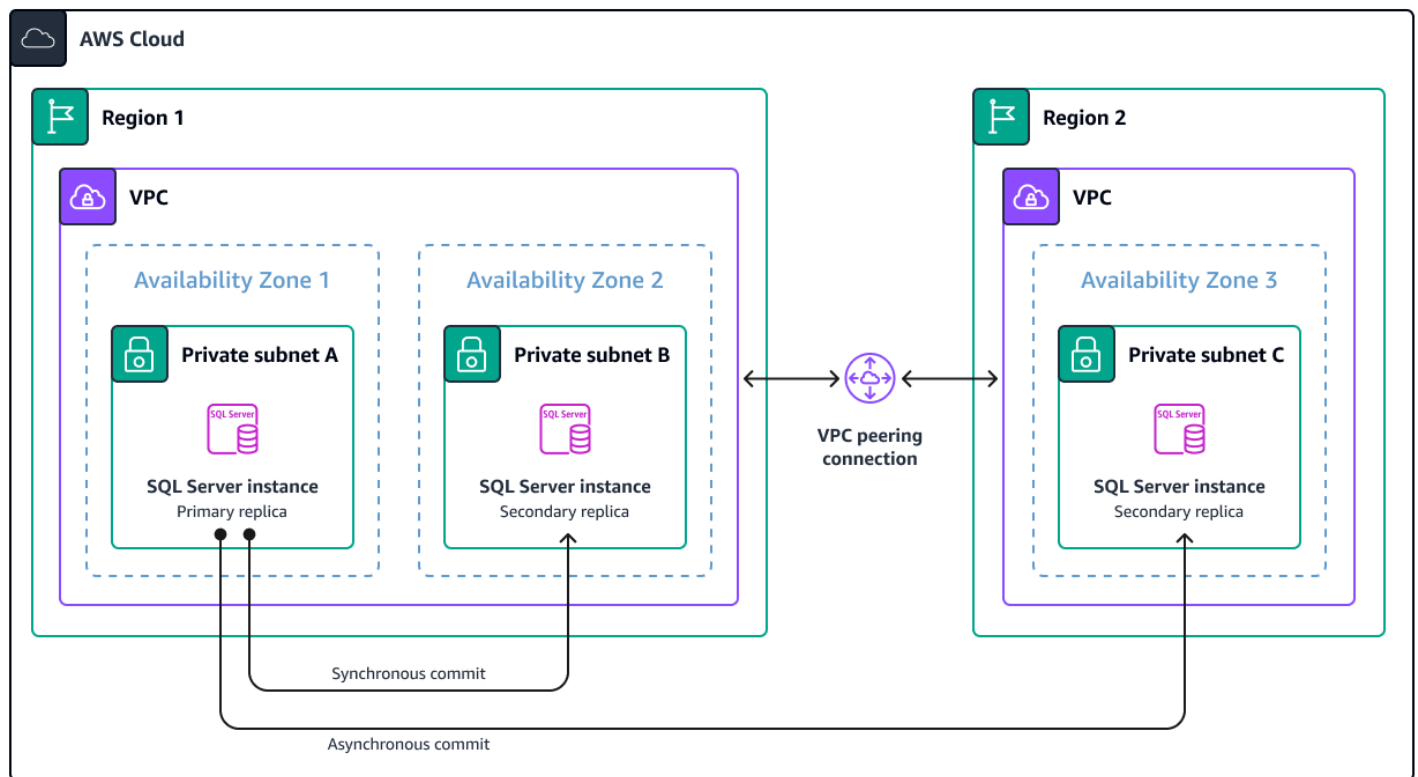 AWS Cloud
Region 1
VPC
Availability Zone 1
Private subnet A
SQL Server
SQL Server instance
Primary replica
Availability Zone 2
Private subnet B
SQL Server
SQL Server instance
Secondary replica
VPC peering
connection
Region 2
VPC
Availability Zone 3
Private subnet C
SQL Server
SQL Server instance
Secondary replica
Synchronous commit
Asynchronous commit